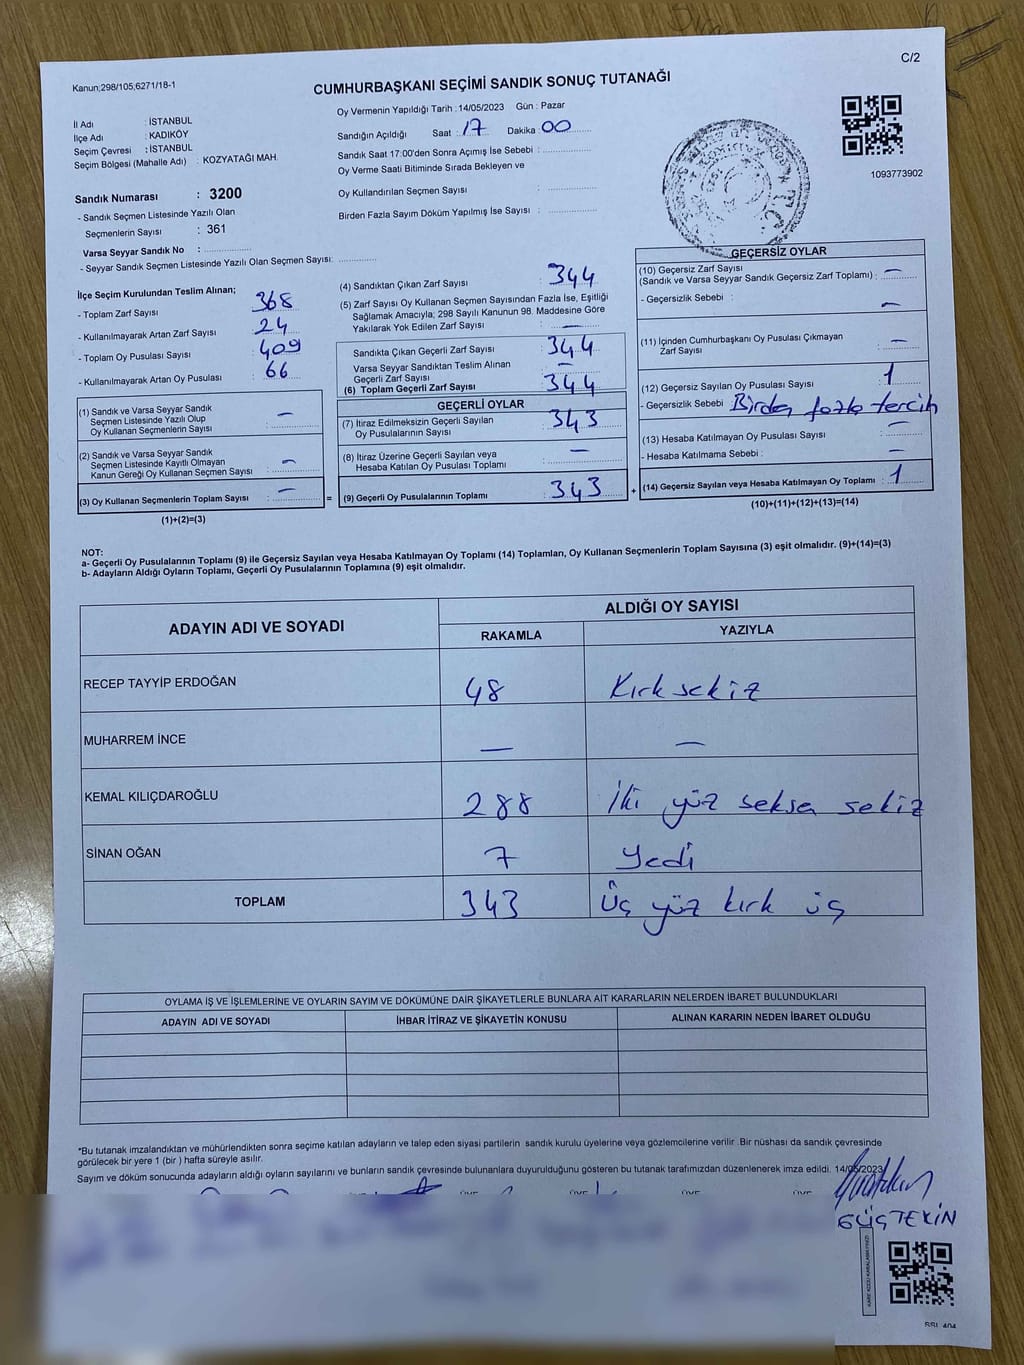 C/2
Kanun;298/105,6271/18-1
CUMHURBAŞKANI SEÇİMİ SANDIK SONUÇ TUTANAĞI
İl Adı : İSTANBUL
İlçe Adı : KADIKÖY
Seçim Çevresi : İSTANBUL
Seçim Bölgesi (Mahalle Adı) : KOZYATAĞI MAH.
Sandık Numarası : 3200
- Sandık Seçmen Listesinde Yazılı Olan
Seçmenlerin Sayısı : 361
Varsa Seyyar Sandık No :
- Seyyar Sandık Seçmen Listesinde Yazılı Olan Seçmen Sayısı:
Oy Vermenin Yapıldığı Tarih : 14/05/2023 Gün : Pazar
Sandığın Açıldığı Saat : 17 Dakika 00
Sandık Saat 17:00'den Sonra Açımış İse Sebebi :
Oy Verme Saati Bitiminde Sırada Bekleyen ve
Oy Kullandırılan Seçmen Sayısı :
Birden Fazla Sayım Döküm Yapılmış İse Sayısı :
1093773902
İlçe Seçim Kurulundan Teslim Alınan;
- Toplam Zarf Sayısı 368
- Kullanılmayarak Artan Zarf Sayısı 24
- Toplam Oy Pusulası Sayısı 409
- Kullanılmayarak Artan Oy Pusulası 66
(1) Sandık ve Varsa Seyyar Sandık
Seçmen Listesinde Yazılı Olup
Oy Kullanan Seçmenlerin Sayısı : —
(2) Sandık ve Varsa Seyyar Sandık
Seçmen Listesinde Kayıtlı Olmayan
Kanun Gereği Oy Kullanan Seçmen Sayısı : —
(3) Oy Kullanan Seçmenlerin Toplam Sayısı : —
(1)+(2)=(3)
(4) Sandıktan Çıkan Zarf Sayısı : 344
(5) Zarf Sayısı Oy Kullanan Seçmen Sayısından Fazla İse, Eşitliği
Sağlamak Amacıyla; 298 Sayılı Kanunun 98. Maddesine Göre
Yakılarak Yok Edilen Zarf Sayısı : —
Sandıkta Çıkan Geçerli Zarf Sayısı 344
Varsa Seyyar Sandıktan Teslim Alınan
Geçerli Zarf Sayısı : —
(6) Toplam Geçerli Zarf Sayısı : 344
GEÇERLİ OYLAR
(7) İtiraz Edilmeksizin Geçerli Sayılan
Oy Pusulalarının Sayısı : 343
(8) İtiraz Üzerine Geçerli Sayılan veya
Hesaba Katılan Oy Pusulası Toplamı : —
= (9) Geçerli Oy Pusulalarının Toplamı : 343 +
GEÇERSİZ OYLAR
(10) Geçersiz Zarf Sayısı
(Sandık ve Varsa Seyyar Sandık Geçersiz Zarf Toplamı) : —
- Geçersizlik Sebebi : —
(11) İçinden Cumhurbaşkanı Oy Pusulası Çıkmayan
Zarf Sayısı : —
(12) Geçersiz Sayılan Oy Pusulası Sayısı : 1
- Geçersizlik Sebebi Birden fazla tercih
(13) Hesaba Katılmayan Oy Pusulası Sayısı : —
- Hesaba Katılmama Sebebi : —
(14) Geçersiz Sayılan veya Hesaba Katılmayan Oy Toplamı : 1
(10)+(11)+(12)+(13)=(14)
NOT:
a- Geçerli Oy Pusulalarının Toplamı (9) ile Geçersiz Sayılan veya Hesaba Katılmayan Oy Toplamı (14) Toplamları, Oy Kullanan Seçmenlerin Toplam Sayısına (3) eşit olmalıdır. (9)+(14)=(3)
b- Adayların Aldığı Oyların Toplamı, Geçerli Oy Pusulalarının Toplamına (9) eşit olmalıdır.
ADAYIN ADI VE SOYADI ALDIĞI OY SAYISI
RAKAMLA YAZIYLA
RECEP TAYYİP ERDOĞAN 48 Kırk sekiz
MUHARREM İNCE — —
KEMAL KILIÇDAROĞLU 288 İki yüz seksen sekiz
SİNAN OĞAN 7 Yedi
TOPLAM 343 Üç yüz kırk üç
OYLAMA İŞ VE İŞLEMLERİNE VE OYLARIN SAYIM VE DÖKÜMÜNE DAİR ŞİKAYETLERLE BUNLARA AİT KARARLARIN NELERDEN İBARET BULUNDUKLARI
ADAYIN ADI VE SOYADI İHBAR İTİRAZ VE ŞİKAYETİN KONUSU ALINAN KARARIN NEDEN İBARET OLDUĞU
*Bu tutanak imzalandıktan ve mühürlendikten sonra seçime katılan adayların ve talep eden siyasi partilerin sandık kurulu üyelerine veya gözlemcilerine verilir .Bir nüshası da sandık çevresinde
görülecek bir yere 1 (bir ) hafta süreyle asılır.
Sayım ve döküm sonucunda adayların aldığı oyların sayılarını ve bunların sandık çevresinde bulunanlara duyurulduğunu gösteren bu tutanak tarafımızdan düzenlenerek imza edildi. 14/05/2023
GÜÇTEKİN